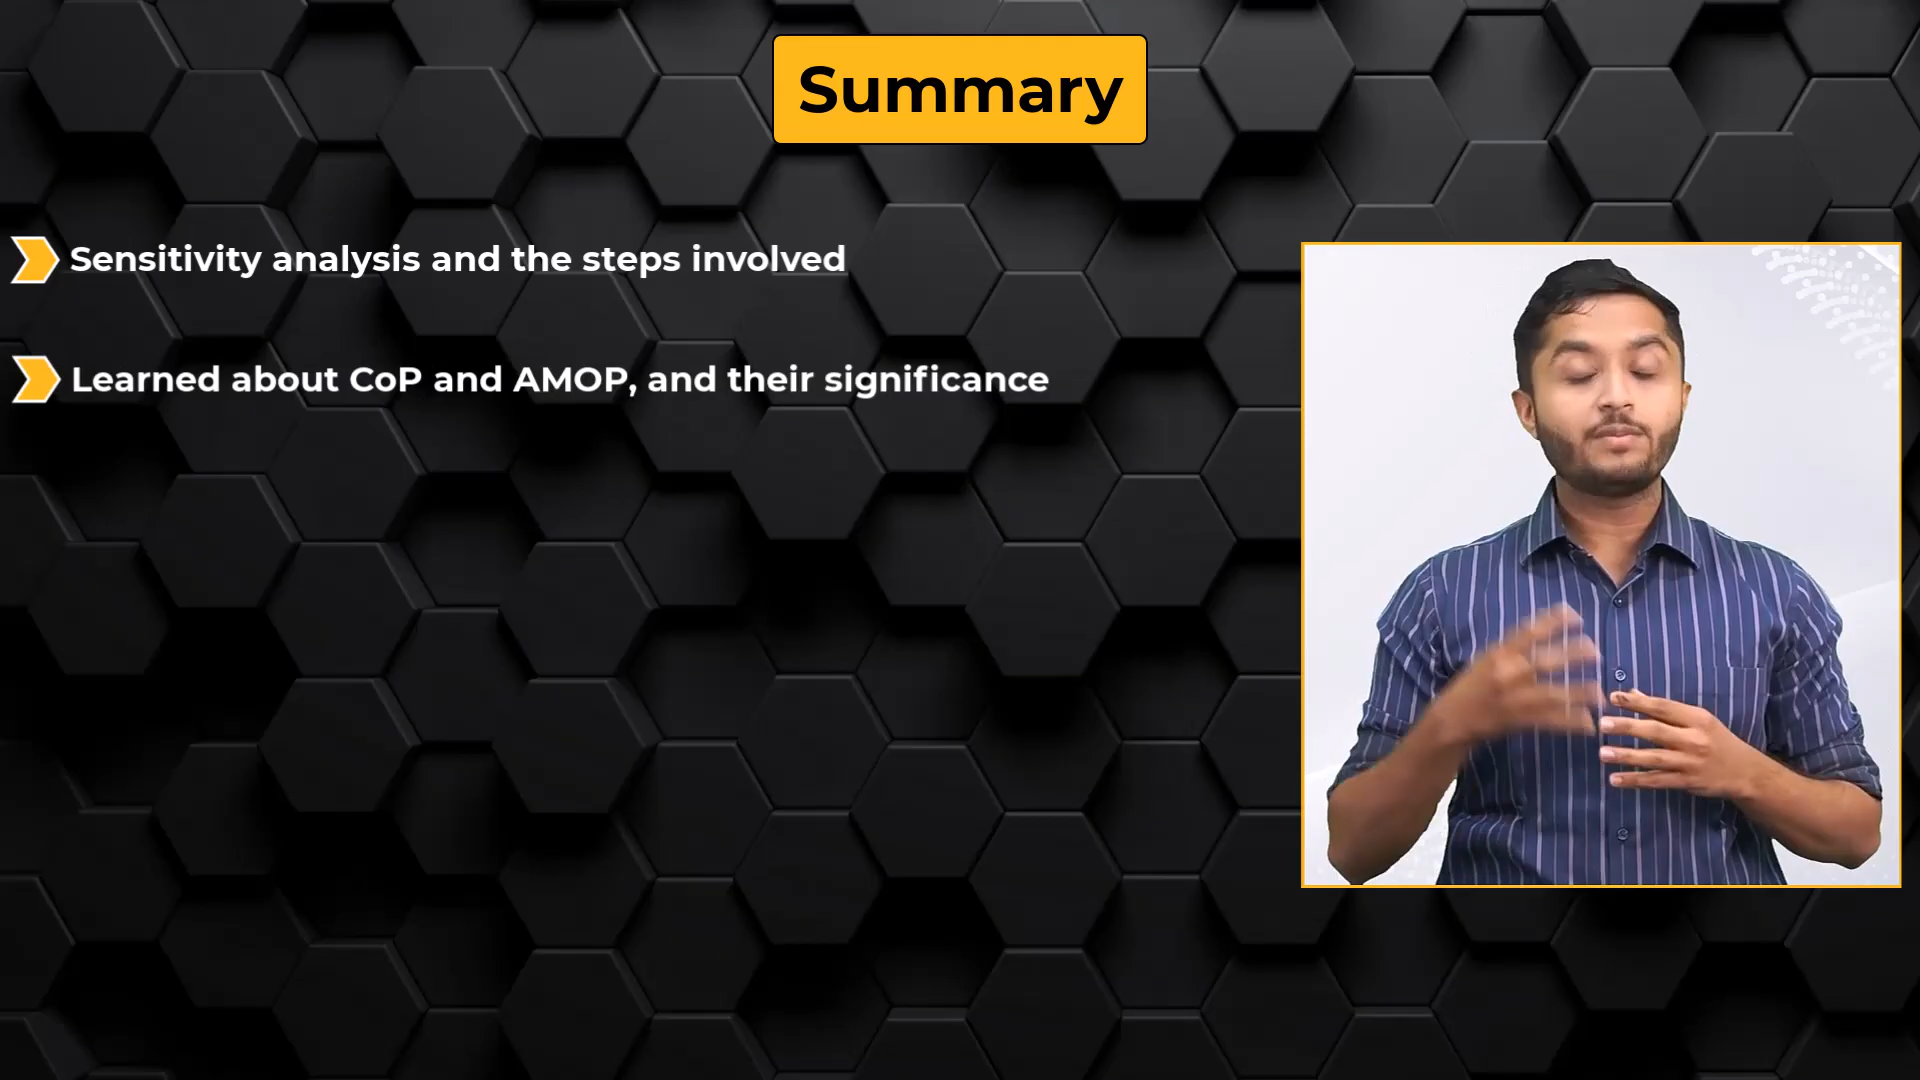 Summary
Sensitivity analysis and the steps involved
Learned about CoP and AMOP, and their significance